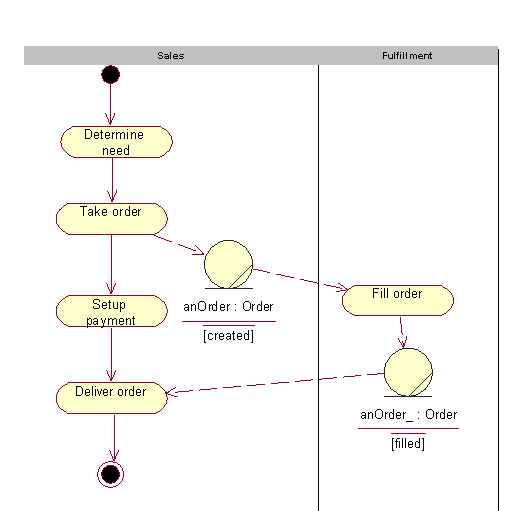 Sales
Fulfillment
Determine
need
Take order
anOrder : Order
[created]
Fill order
Setup
payment
Deliver order
anOrder_ : Order
[filled]